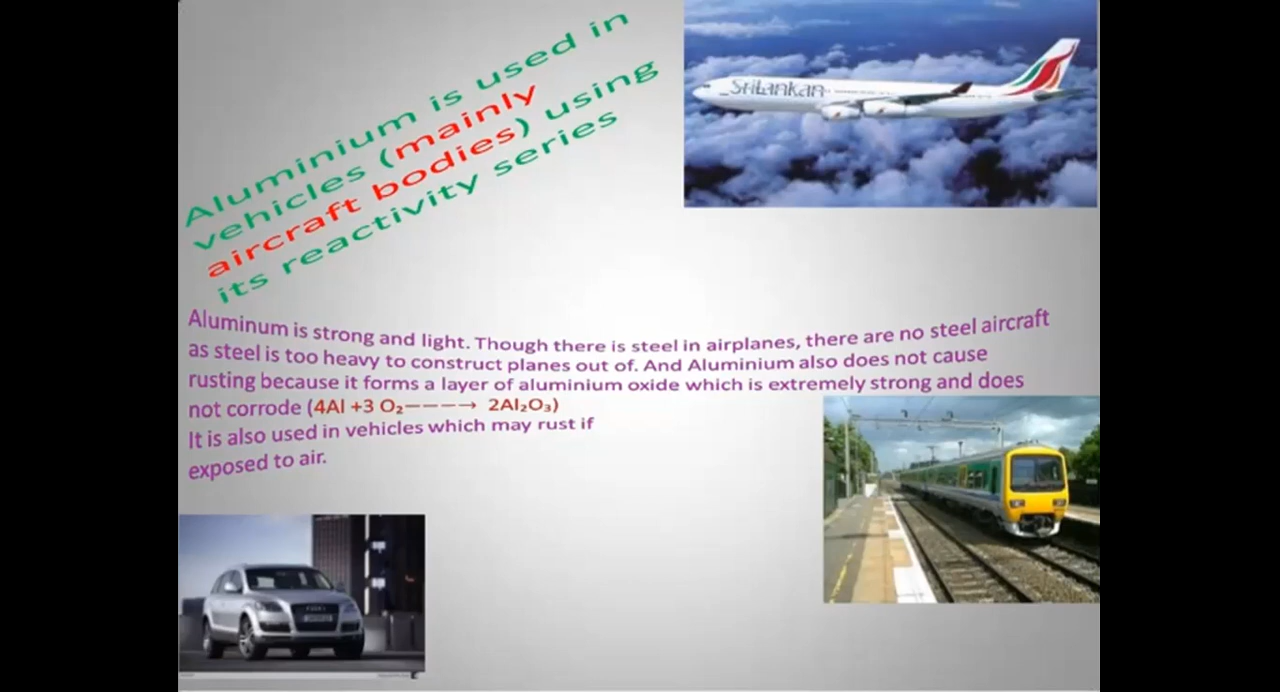 Aluminium is used in
vehicles (mainly
aircraft bodies) using
its reactivity series
SriLankan
Aluminum is strong and light. Though there is steel in airplanes, there are no steel aircraft
as steel is too heavy to construct planes out of. And Aluminium also does not cause
rusting because it forms a layer of aluminium oxide which is extremely strong and does
not corrode (4Al +3 O₂————→ 2Al₂O₃)
It is also used in vehicles which may rust if
exposed to air.